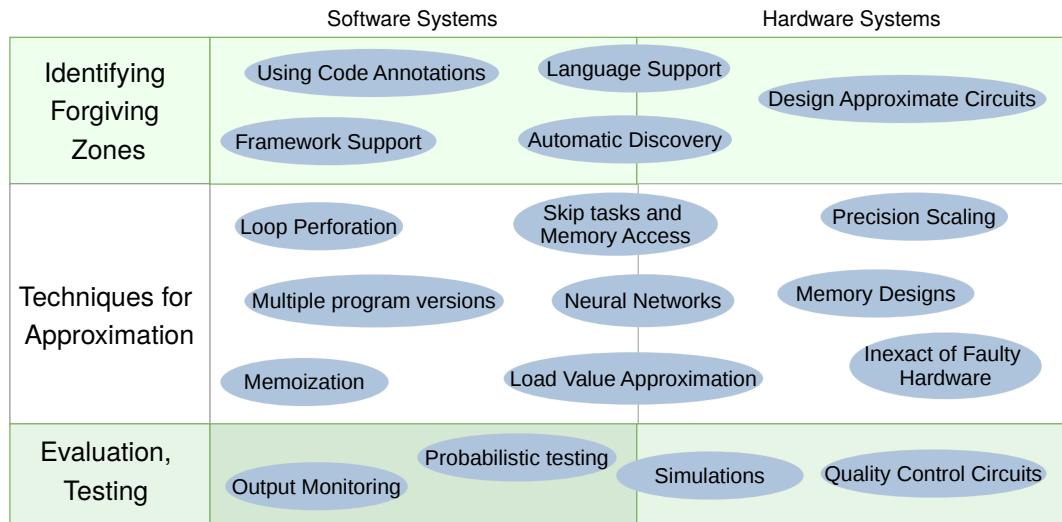 Software Systems
Hardware Systems
Identifying
Forgiving
Zones
Using Code Annotations
Language Support
Design Approximate Circuits
Framework Support
Automatic Discovery
Techniques for
Approximation
Loop Perforation
Skip tasks and
Memory Access
Precision Scaling
Multiple program versions
Neural Networks
Memory Designs
Memoization
Load Value Approximation
Inexact of Faulty
Hardware
Evaluation,
Testing
Output Monitoring
Probabilistic testing
Simulations
Quality Control Circuits